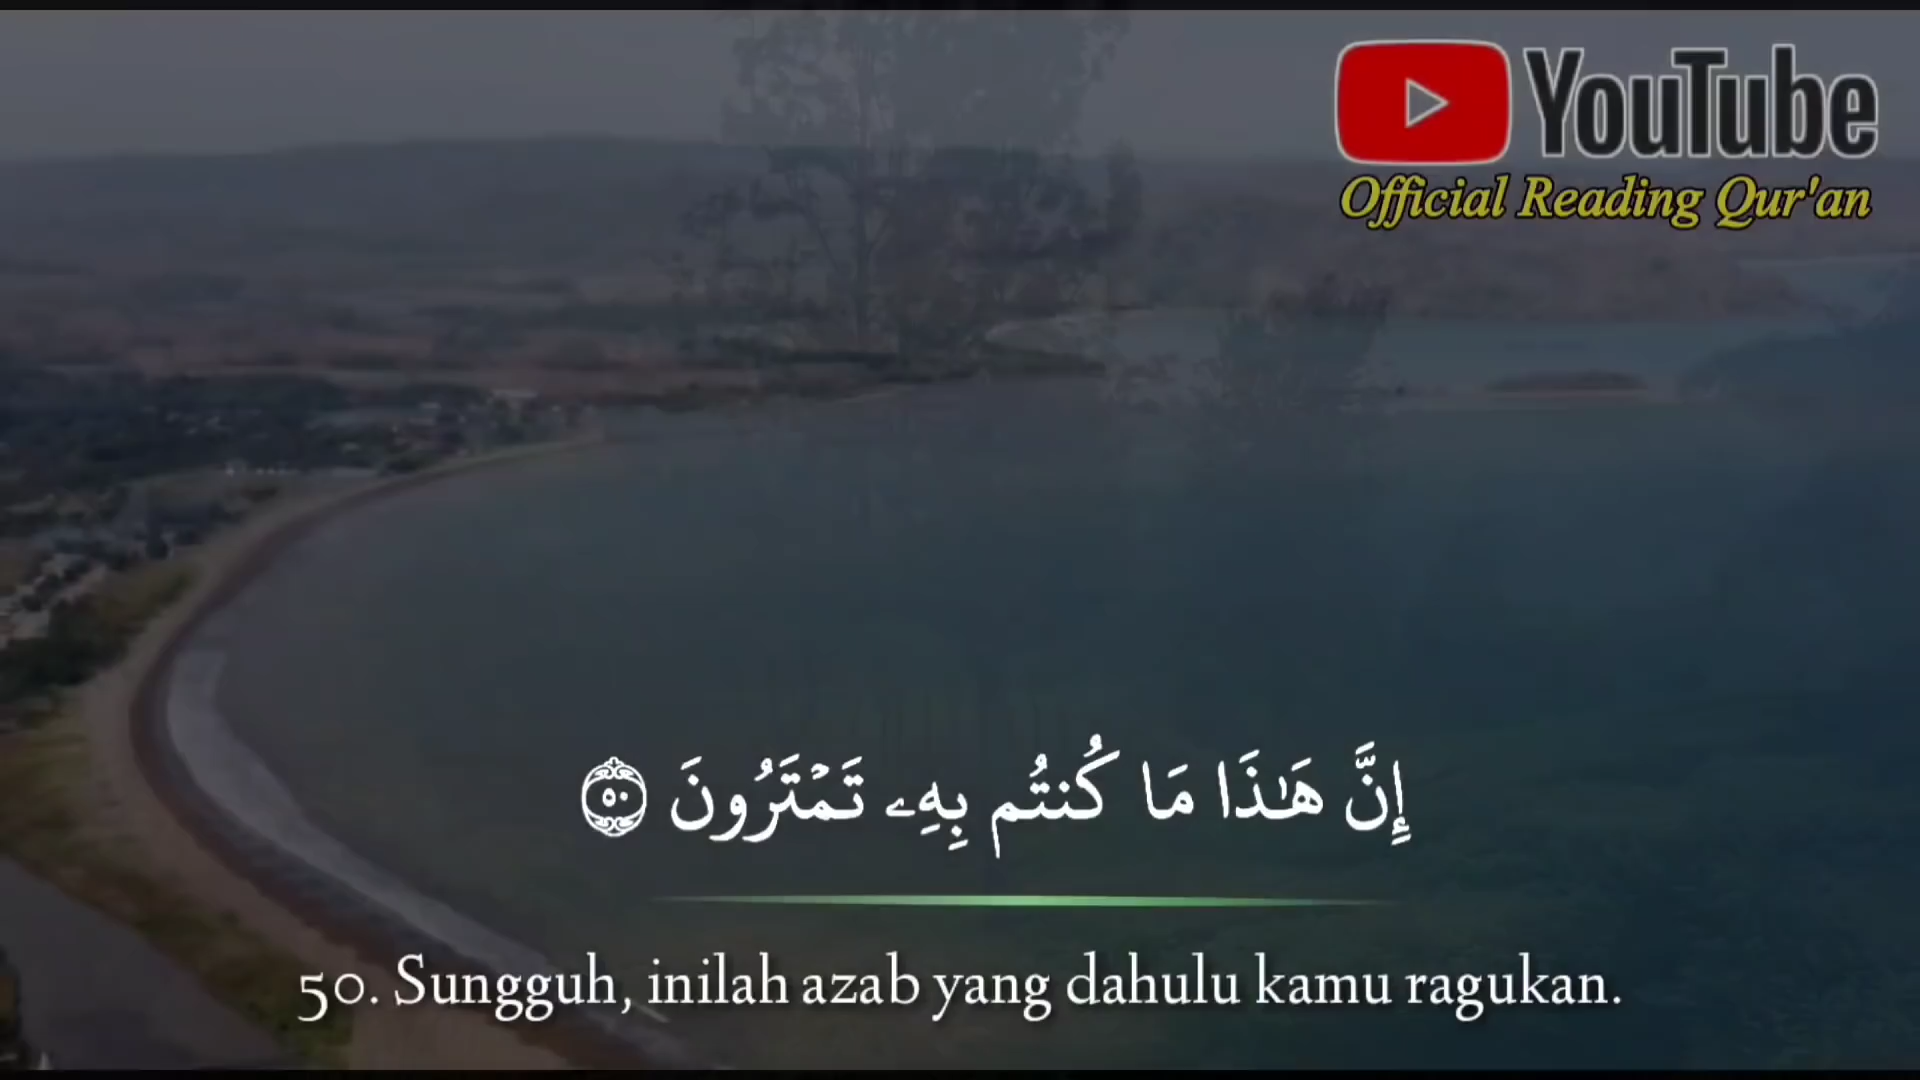 YouTube
Official Reading Qur'an
إِنَّ هَـٰذَا مَا كُنتُم بِهِۦ تَمْتَرُونَ ٥٠
50. Sungguh, inilah azab yang dahulu kamu ragukan.